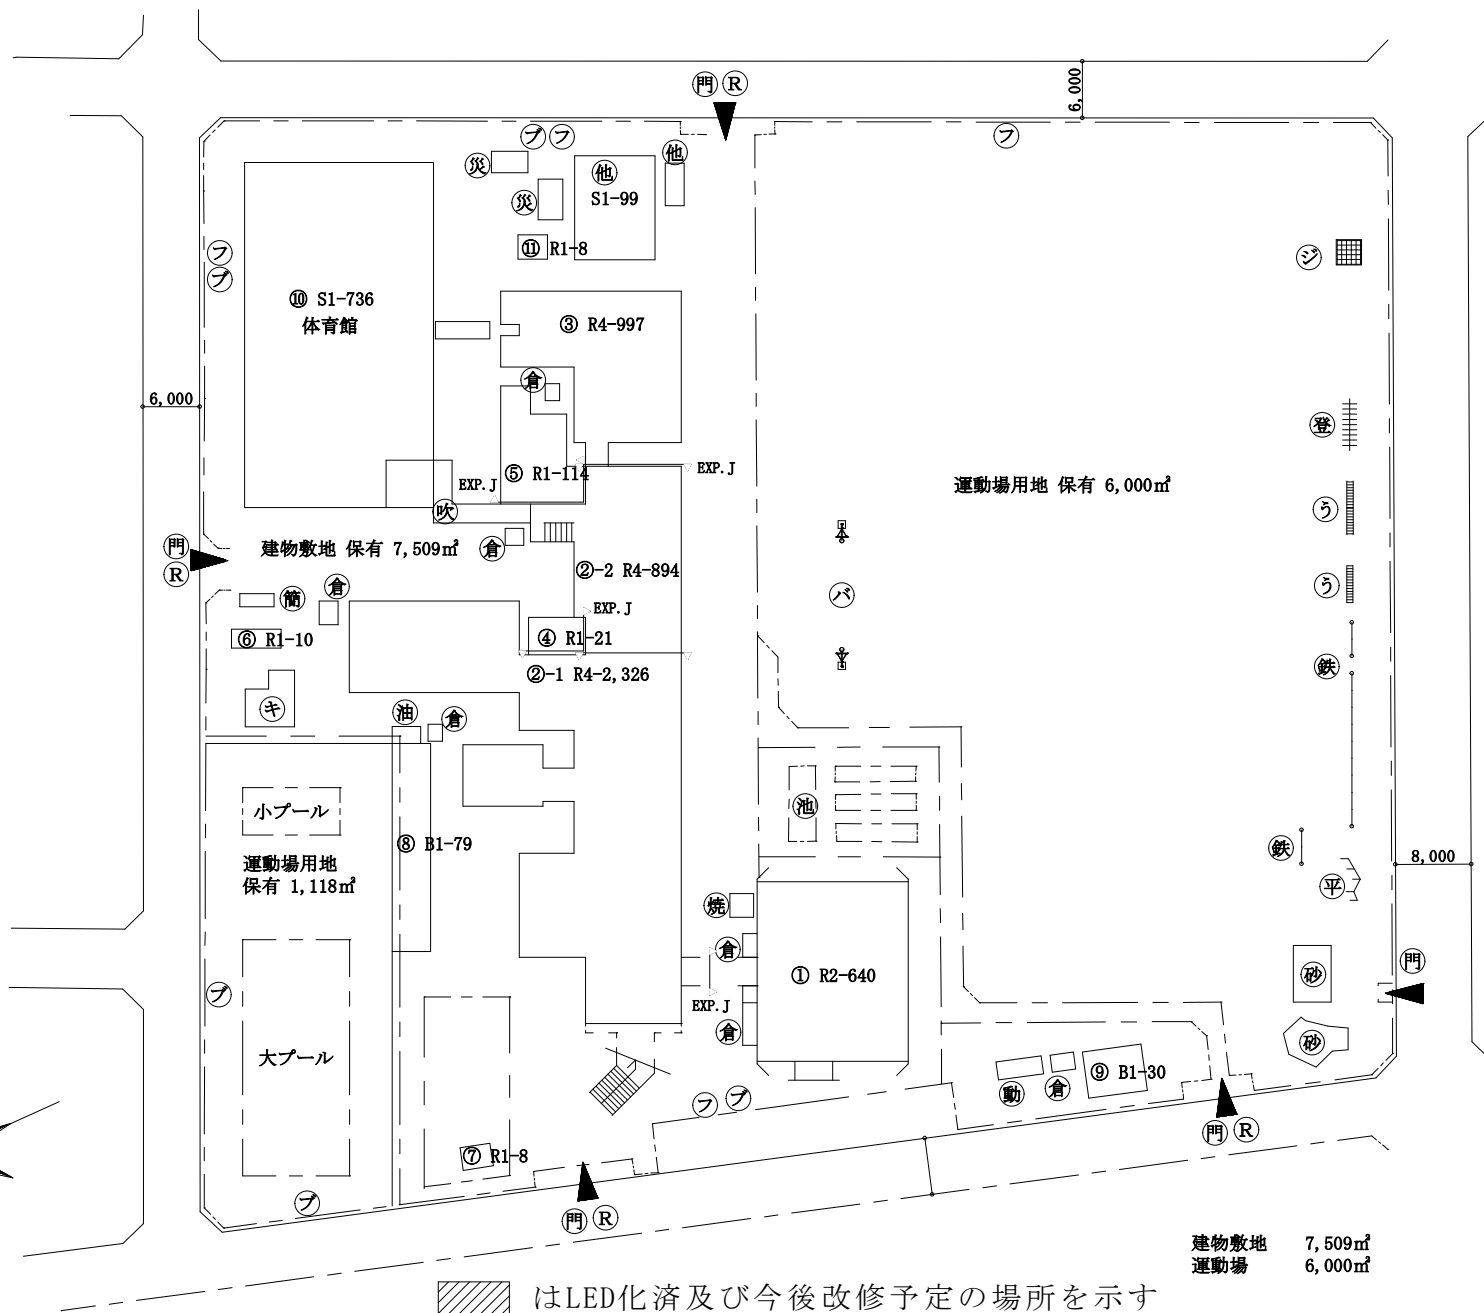 門 R
6,000
ブ フ
フ
災
他
他
災
S1-99
⑪ R1-8
フ
ブ
ジ
⑩ S1-736
体育館
③ R4-997
倉
6,000
登
⑤ R1-114
EXP.J
EXP.J
運動場用地 保有 6,000㎡
吹
う
門
R
建物敷地 保有 7,509㎡
倉
②-2 R4-894
う
簡
倉
バ
EXP.J
⑥ R1-10
④ R1-21
②-1 R4-2,326
鉄
キ
油
倉
小プール
池
⑧ B1-79
鉄
8,000
運動場用地
保有 1,118㎡
平
焼
倉
① R2-640
門
砂
ブ
EXP.J
倉
砂
大プール
⑨ B1-30
動
倉
フ ブ
門 R
⑦ R1-8
ブ
門 R
建物敷地 7,509㎡
運動場 6,000㎡
はLED化済及び今後改修予定の場所を示す